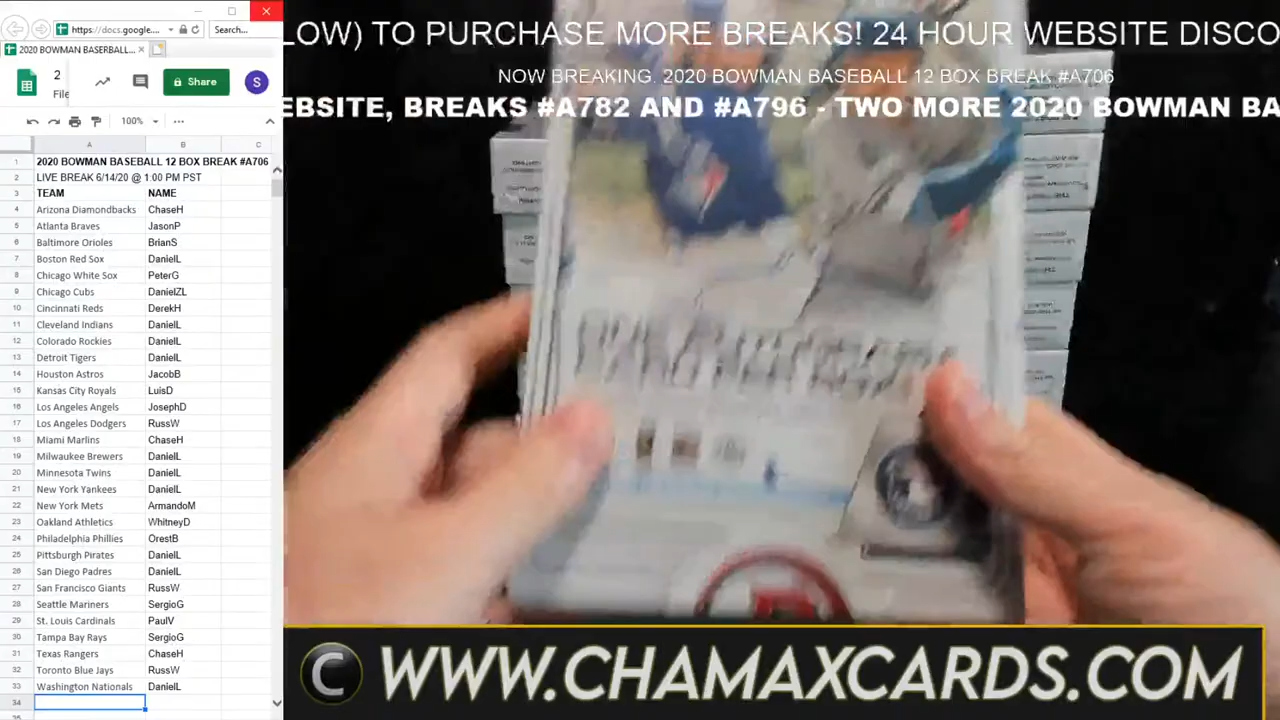 https://docs.google...
Search...
2020 BOWMAN BASEBALL...
2
File
Share
S
100%
A B C
1 2020 BOWMAN BASEBALL 12 BOX BREAK #A706
2 LIVE BREAK 6/14/20 @ 1:00 PM PST
3 TEAM NAME
4 Arizona Diamondbacks ChaseH
5 Atlanta Braves JasonP
6 Baltimore Orioles BrianS
7 Boston Red Sox DanielL
8 Chicago White Sox PeterG
9 Chicago Cubs DanielZL
10 Cincinnati Reds DerekH
11 Cleveland Indians DanielL
12 Colorado Rockies DanielL
13 Detroit Tigers DanielL
14 Houston Astros JacobB
15 Kansas City Royals LuisD
16 Los Angeles Angels JosephD
17 Los Angeles Dodgers RussW
18 Miami Marlins ChaseH
19 Milwaukee Brewers DanielL
20 Minnesota Twins DanielL
21 New York Yankees DanielL
22 New York Mets ArmandoM
23 Oakland Athletics WhitneyD
24 Philadelphia Phillies OrestB
25 Pittsburgh Pirates DanielL
26 San Diego Padres DanielL
27 San Francisco Giants RussW
28 Seattle Mariners SergioG
29 St. Louis Cardinals PaulV
30 Tampa Bay Rays SergioG
31 Texas Rangers ChaseH
32 Toronto Blue Jays RussW
33 Washington Nationals DanielL
34
LOW) TO PURCHASE MORE BREAKS! 24 HOUR WEBSITE DISCO
NOW BREAKING. 2020 BOWMAN BASEBALL 12 BOX BREAK #A706
EBSITE, BREAKS #A782 AND #A796 - TWO MORE 2020 BOWMAN BA
C WWW.CHAMAXCARDS.COM